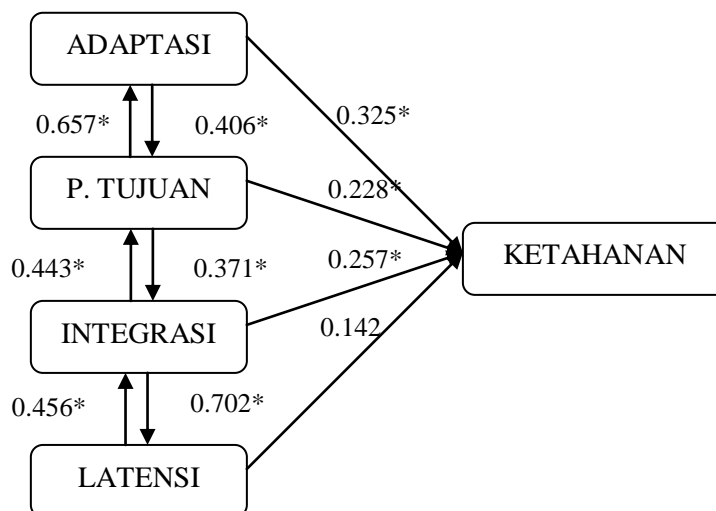 ADAPTASI
0.657*
0.406*
0.325*
P. TUJUAN
0.228*
KETAHANAN
0.443*
0.371*
0.257*
INTEGRASI
0.142
0.456*
0.702*
LATENSI